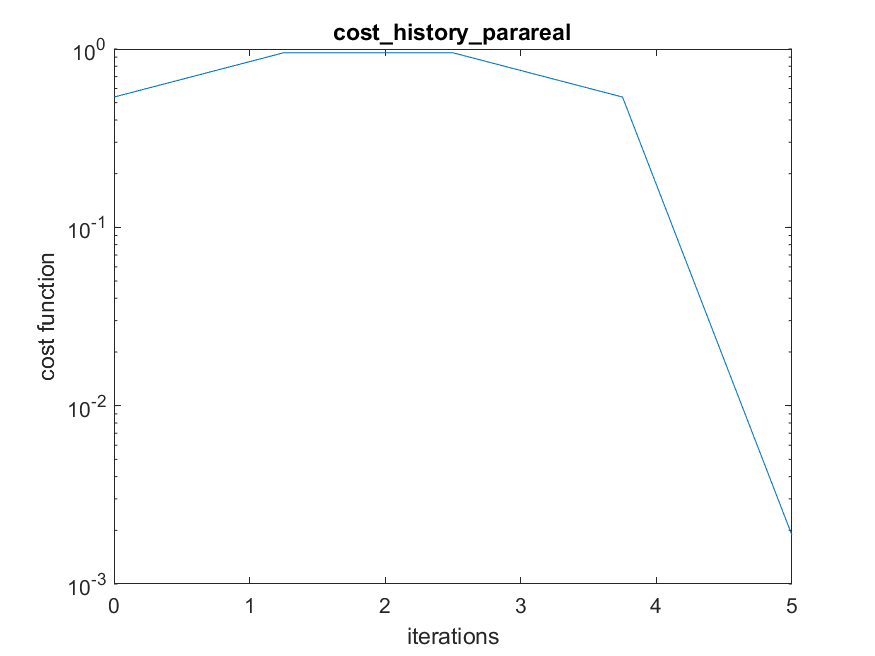 cost_history_parareal
10^0
10^-1
10^-2
10^-3
cost function
0 1 2 3 4 5
iterations